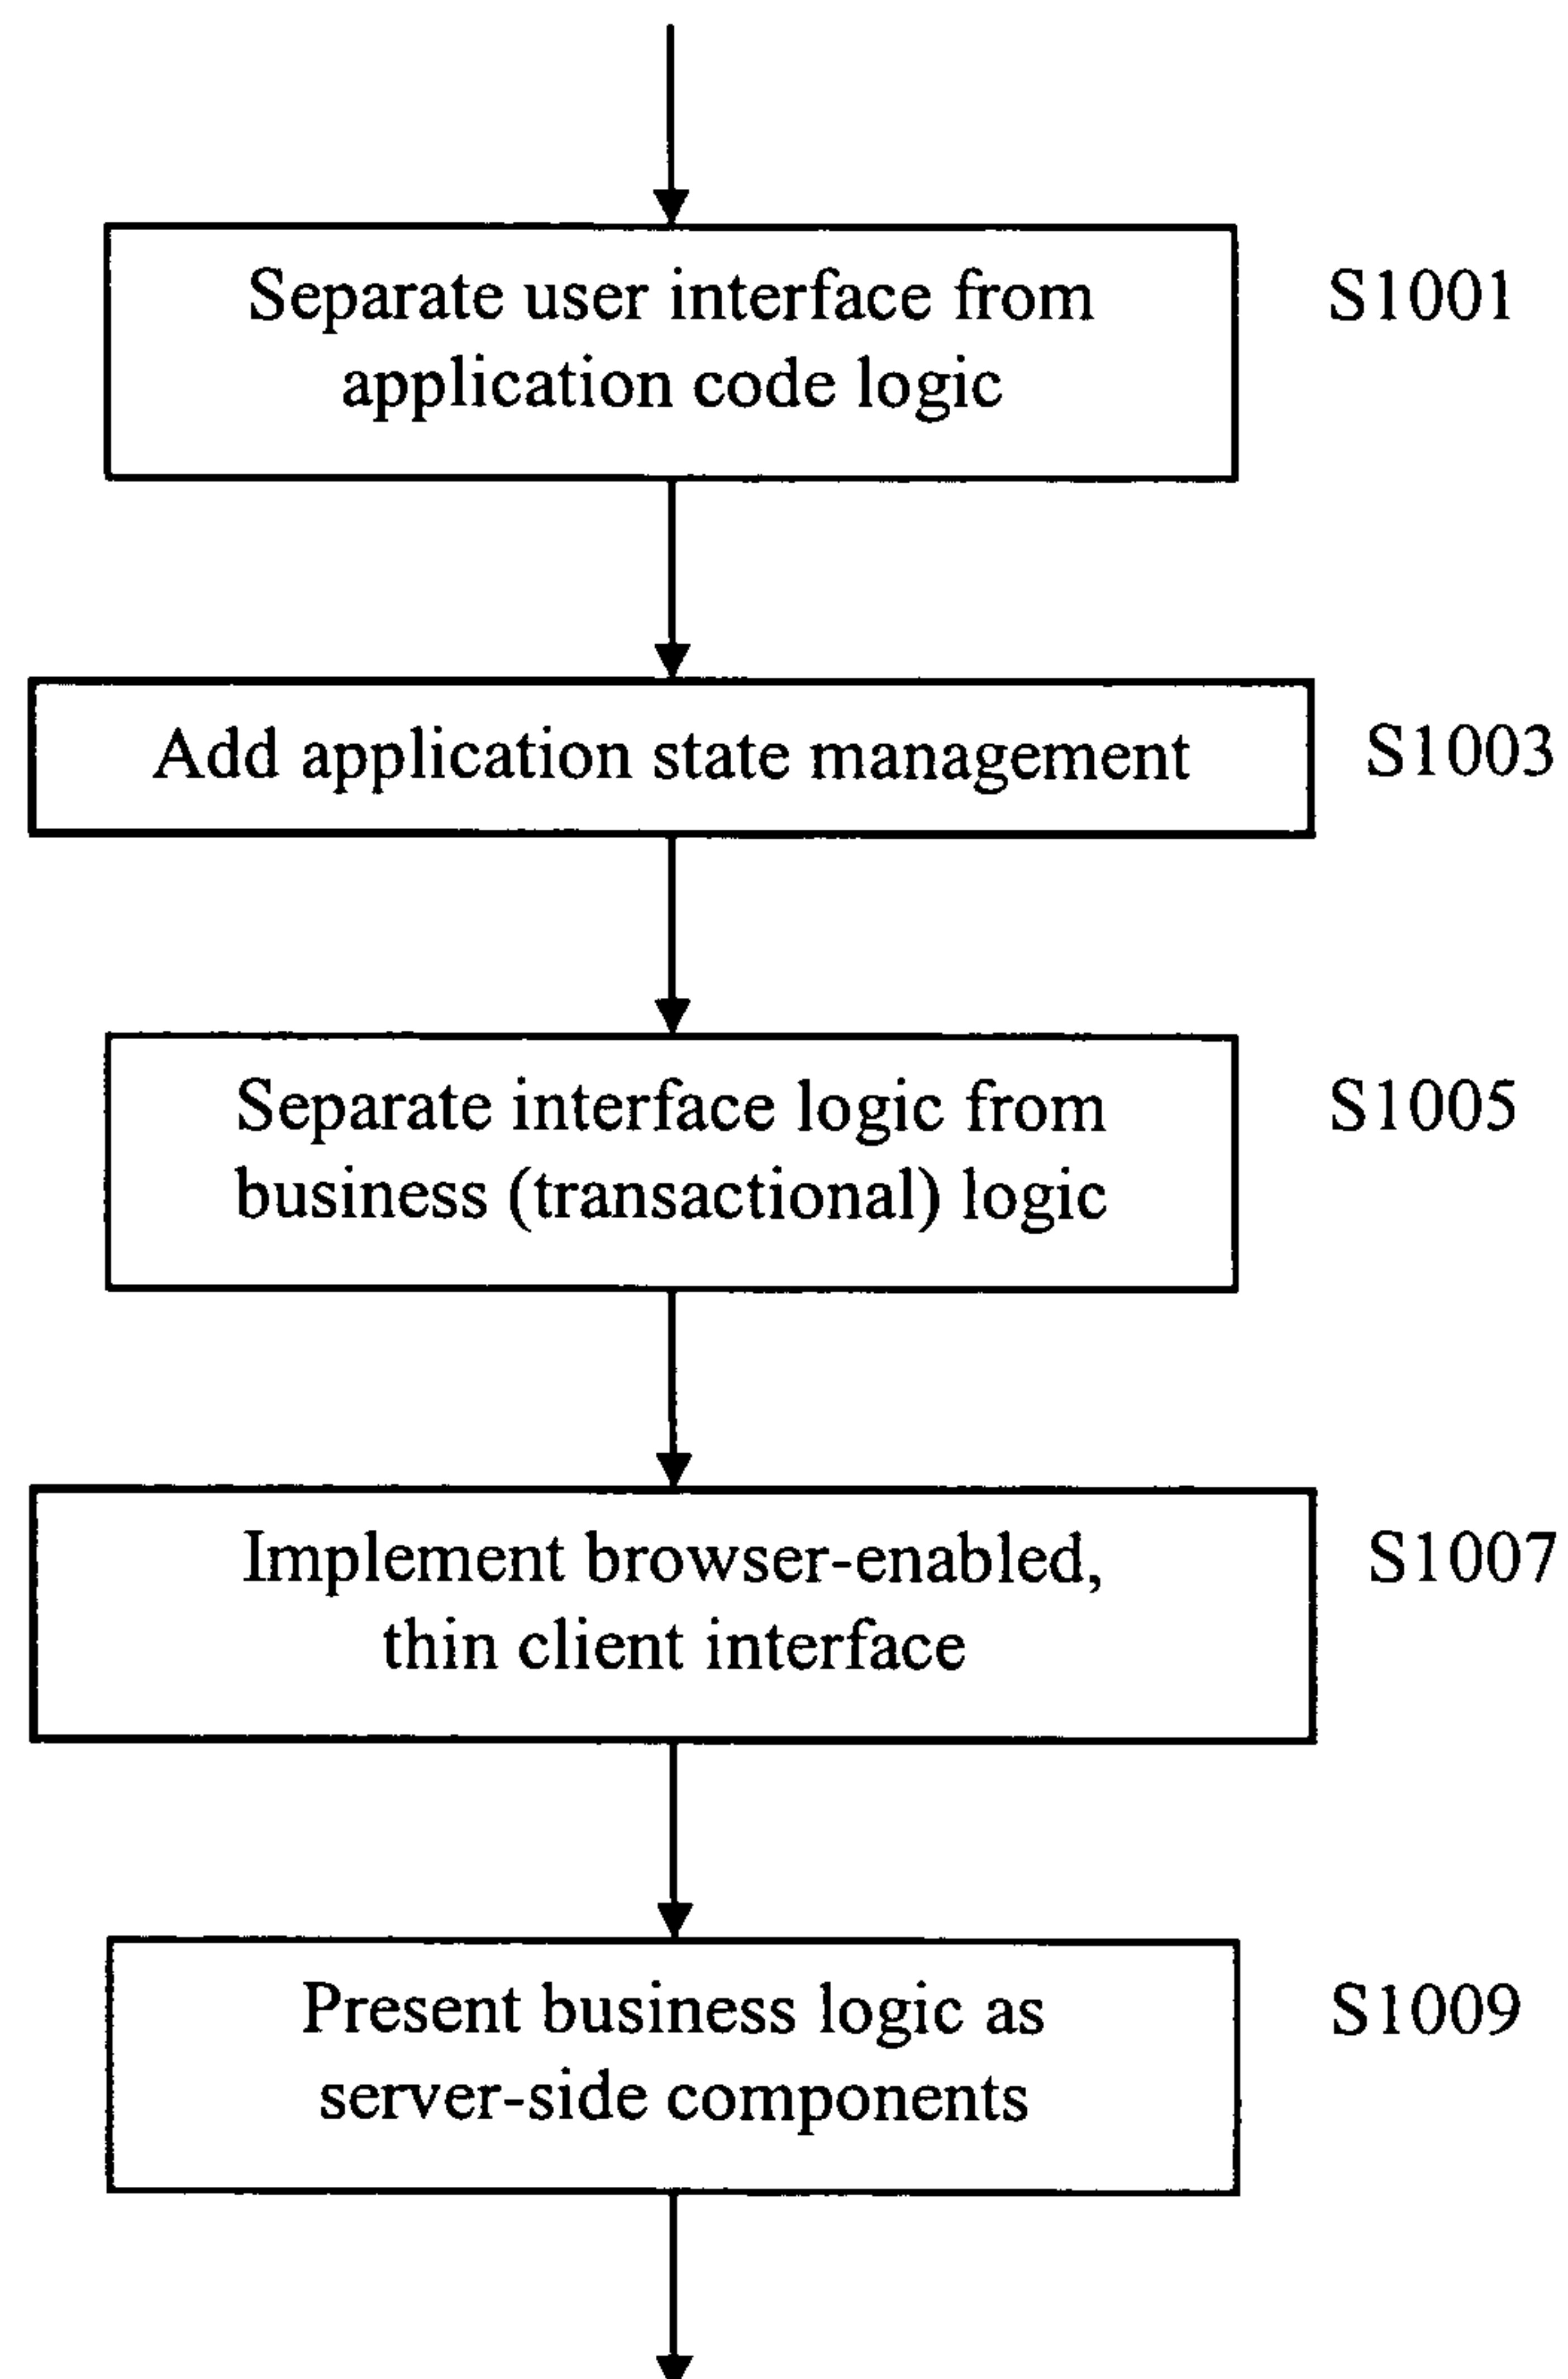 Separate user interface from
application code logic
S1001
Add application state management
S1003
Separate interface logic from
business (transactional) logic
S1005
Implement browser-enabled,
thin client interface
S1007
Present business logic as
server-side components
S1009